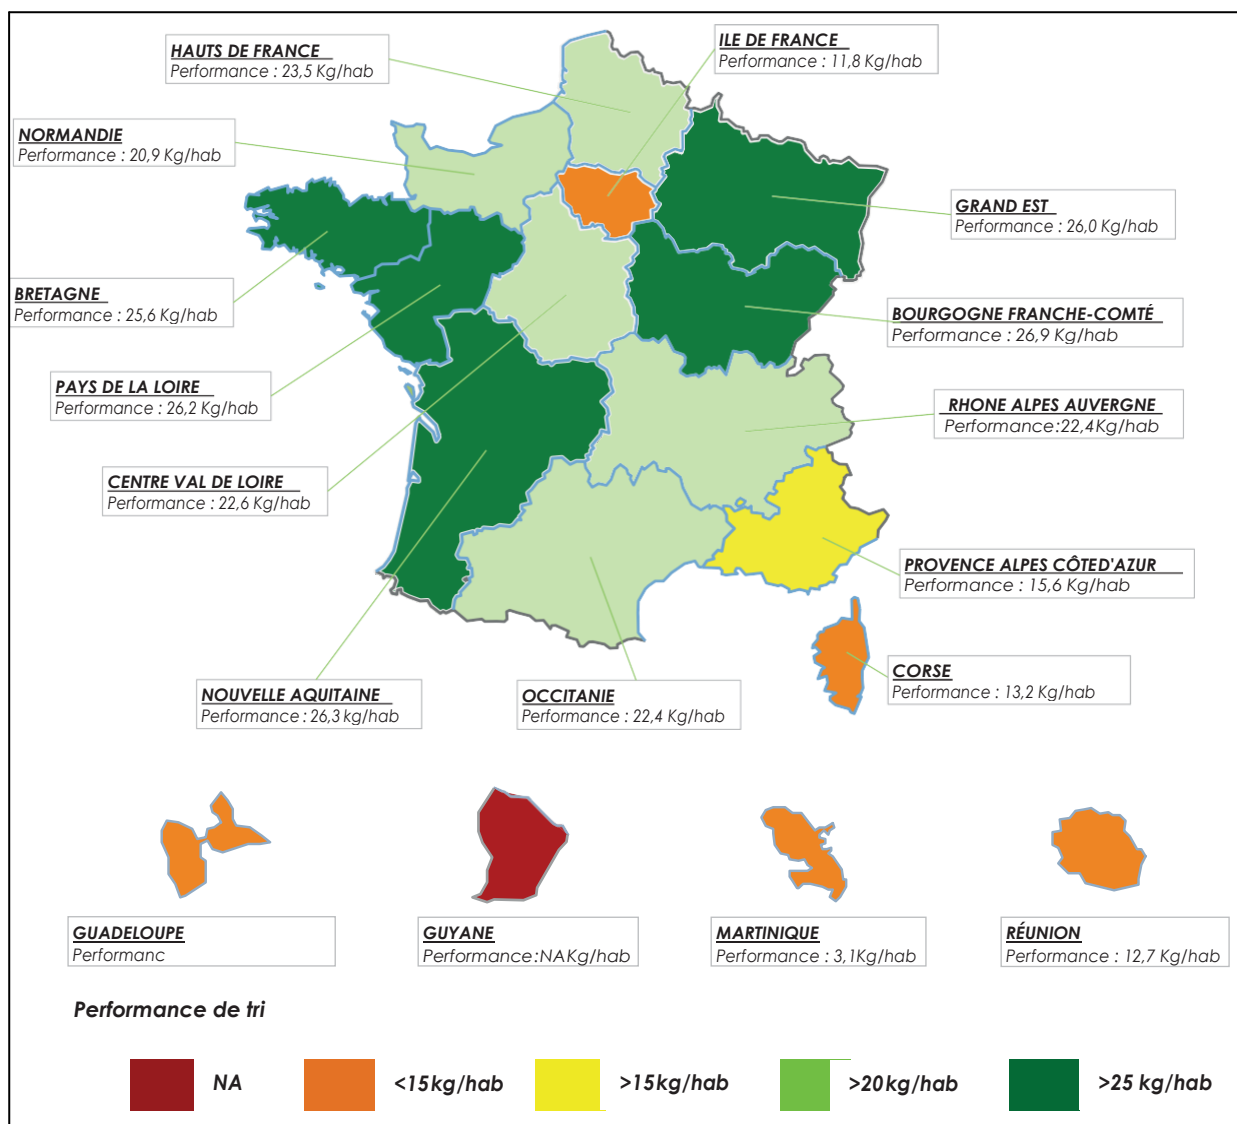 HAUTS DE FRANCE
Performance : 23,5 Kg/hab
ILE DE FRANCE
Performance : 11,8 Kg/hab
NORMANDIE
Performance : 20,9 Kg/hab
GRAND EST
Performance : 26,0 Kg/hab
BRETAGNE
Performance : 25,6 Kg/hab
BOURGOGNE FRANCHE-COMTÉ
Performance : 26,9 Kg/hab
PAYS DE LA LOIRE
Performance : 26,2 Kg/hab
RHONE ALPES AUVERGNE
Performance :22,4Kg/hab
CENTRE VAL DE LOIRE
Performance : 22,6 Kg/hab
PROVENCE ALPES CÔTED'AZUR
Performance : 15,6 Kg/hab
CORSE
Performance : 13,2 Kg/hab
NOUVELLE AQUITAINE
Performance : 26,3 kg/hab
OCCITANIE
Performance : 22,4 Kg/hab
GUADELOUPE
Performanc
GUYANE
Performance :NAKg/hab
MARTINIQUE
Performance : 3,1Kg/hab
RÉUNION
Performance : 12,7 Kg/hab
Performance de tri
NA
<15kg/hab
>15kg/hab
>20kg/hab
>25 kg/hab